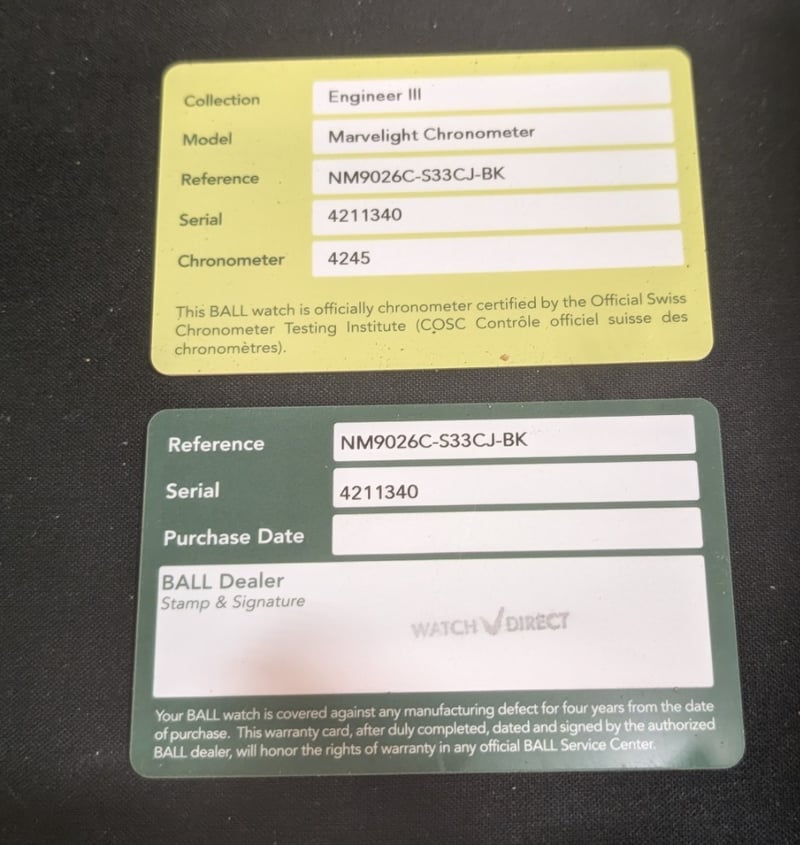 Collection Engineer III
Model Marvelight Chronometer
Reference NM9026C-S33CJ-BK
Serial 4211340
Chronometer 4245
This BALL watch is officially chronometer certified by the Official Swiss
Chronometer Testing Institute (COSC Contrôle officiel suisse des
chronomètres).
Reference NM9026C-S33CJ-BK
Serial 4211340
Purchase Date
BALL Dealer
Stamp & Signature
WATCH DIRECT
Your BALL watch is covered against any manufacturing defect for four years from the date
of purchase. This warranty card, after duly completed, dated and signed by the authorized
BALL dealer, will honor the rights of warranty in any official BALL Service Center.